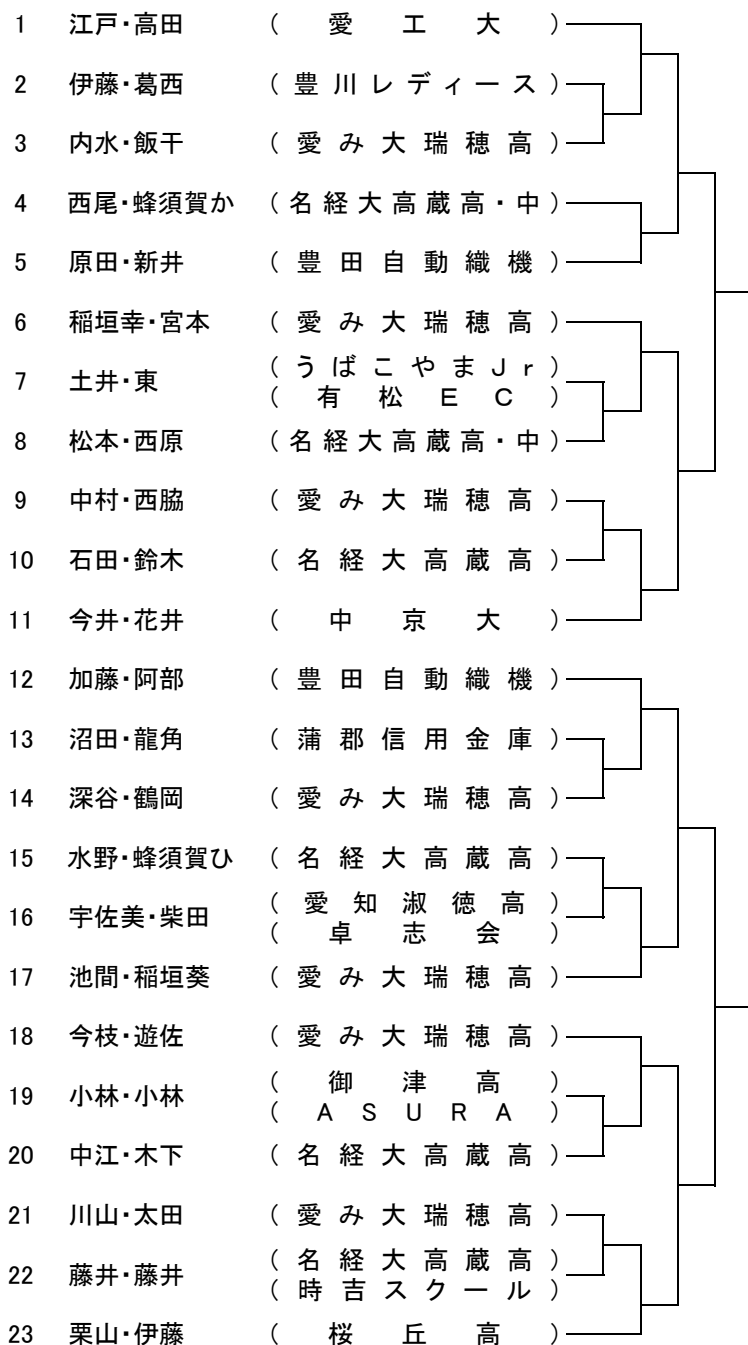 1 江戸・高田 (愛工大)
2 伊藤・葛西 (豊川レディース)
3 内水・飯干 (愛み大瑞穂高)
4 西尾・蜂須賀か (名経大高蔵高・中)
5 原田・新井 (豊田自動織機)
6 稲垣幸・宮本 (愛み大瑞穂高)
7 土井・東 (うばこやまJr)
(有松EC)
8 松本・西原 (名経大高蔵高・中)
9 中村・西脇 (愛み大瑞穂高)
10 石田・鈴木 (名経大高蔵高)
11 今井・花井 (中京大)
12 加藤・阿部 (豊田自動織機)
13 沼田・龍角 (蒲郡信用金庫)
14 深谷・鶴岡 (愛み大瑞穂高)
15 水野・蜂須賀ひ (名経大高蔵高)
16 宇佐美・柴田 (愛知淑徳高)
(卓志会)
17 池間・稲垣葵 (愛み大瑞穂高)
18 今枝・遊佐 (愛み大瑞穂高)
19 小林・小林 (御津高)
(ASURA)
20 中江・木下 (名経大高蔵高)
21 川山・太田 (愛み大瑞穂高)
22 藤井・藤井 (名経大高蔵高)
(時吉スクール)
23 栗山・伊藤 (桜丘高)